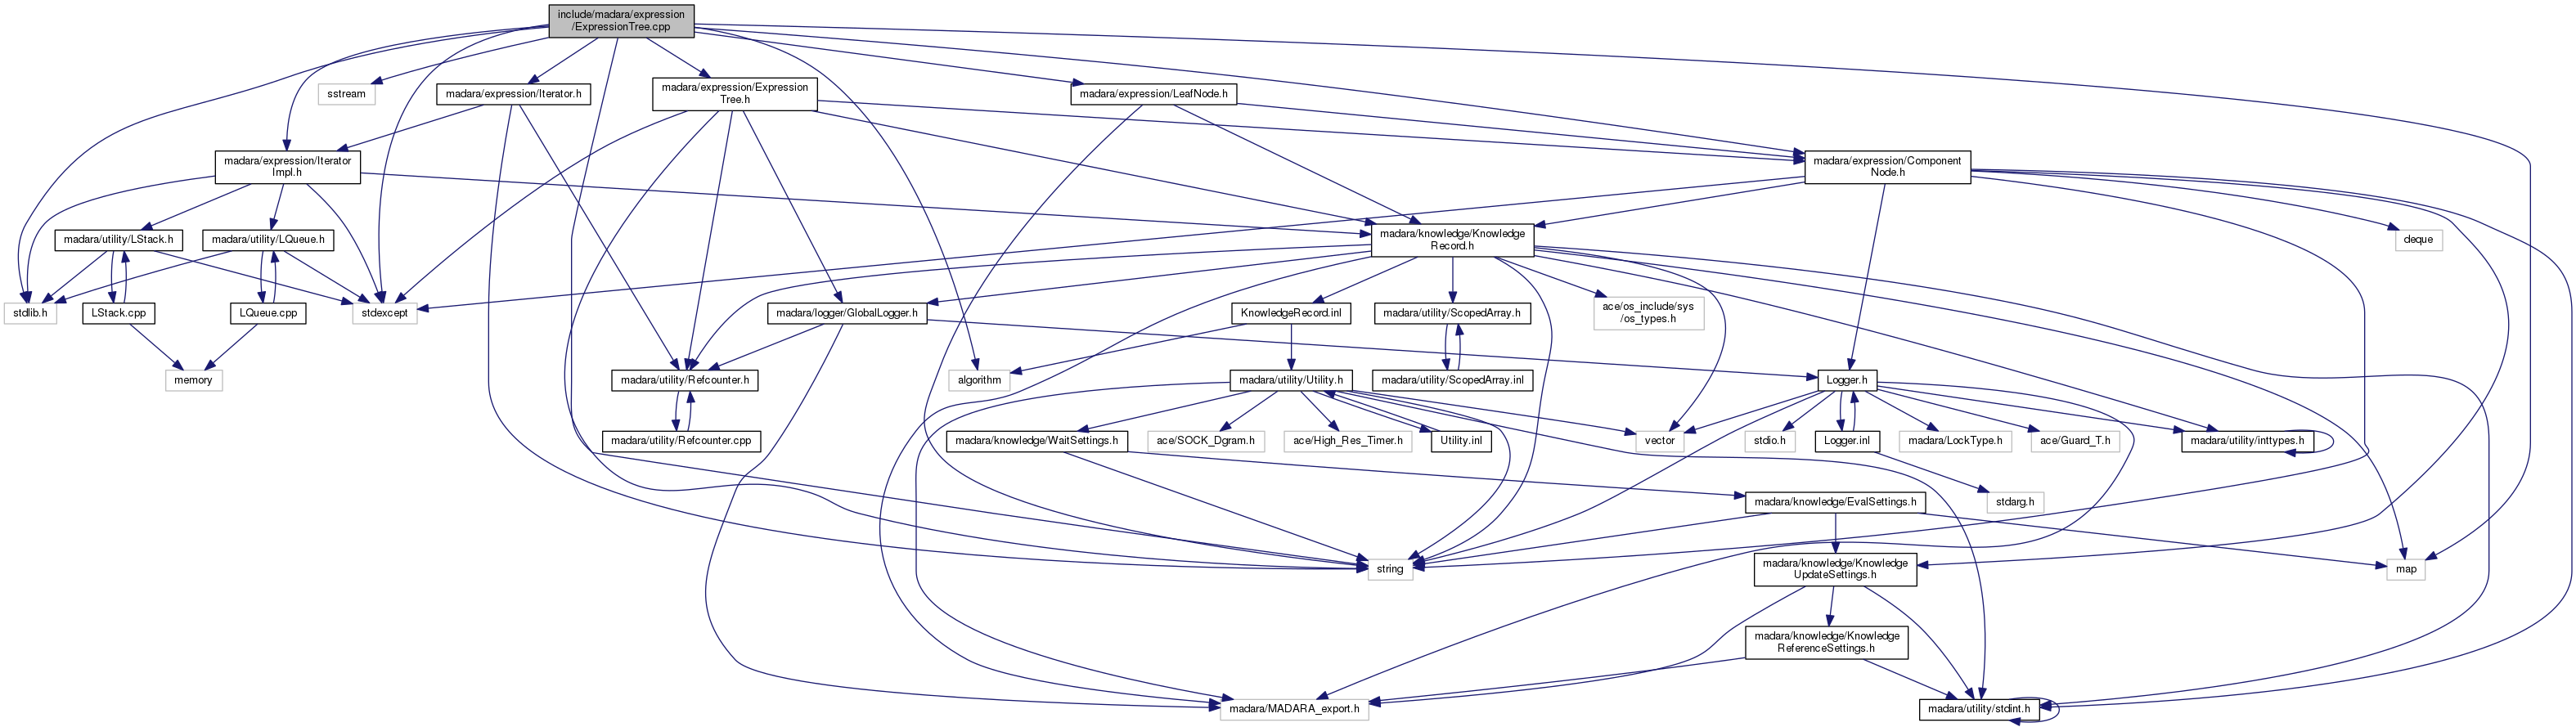 include/madara/expression
/ExpressionTree.cpp
sstream
madara/expression/Iterator.h
madara/expression/Expression
Tree.h
madara/expression/LeafNode.h
madara/expression/Iterator
Impl.h
madara/expression/Component
Node.h
madara/utility/LStack.h
madara/utility/LQueue.h
madara/knowledge/Knowledge
Record.h
deque
stdlib.h
LStack.cpp
LQueue.cpp
stdexcept
madara/logger/GlobalLogger.h
KnowledgeRecord.inl
madara/utility/ScopedArray.h
ace/os_include/sys
/os_types.h
memory
madara/utility/Refcounter.h
algorithm
madara/utility/Utility.h
madara/utility/ScopedArray.inl
Logger.h
madara/utility/Refcounter.cpp
madara/knowledge/WaitSettings.h
ace/SOCK_Dgram.h
ace/High_Res_Timer.h
Utility.inl
vector
stdio.h
Logger.inl
madara/LockType.h
ace/Guard_T.h
madara/utility/inttypes.h
madara/knowledge/EvalSettings.h
stdarg.h
string
madara/knowledge/Knowledge
UpdateSettings.h
map
madara/knowledge/Knowledge
ReferenceSettings.h
madara/MADARA_export.h
madara/utility/stdint.h